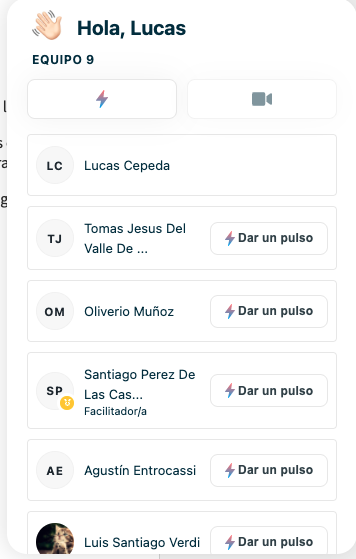 Hola, Lucas
EQUIPO 9
LC
Lucas Cepeda
TJ
Tomas Jesus Del
Valle De ...
Dar un pulso
OM
Oliverio Muñoz
Dar un pulso
SP
Santiago Perez De
Las Cas...
Facilitador/a
Dar un pulso
AE
Agustín Entrocassi
Dar un pulso
Luis Santiago Verdi
Dar un pulso